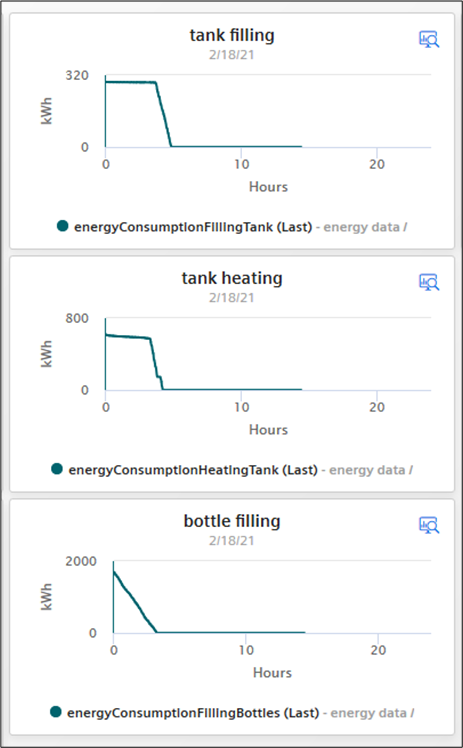 tank filling
2/18/21
320
kWh
0
0 10 20
Hours
energyConsumptionFillingTank (Last) - energy data /
tank heating
2/18/21
800
kWh
0
0 10 20
Hours
energyConsumptionHeatingTank (Last) - energy data /
bottle filling
2/18/21
2000
kWh
0
0 10 20
Hours
energyConsumptionFillingBottles (Last) - energy data /